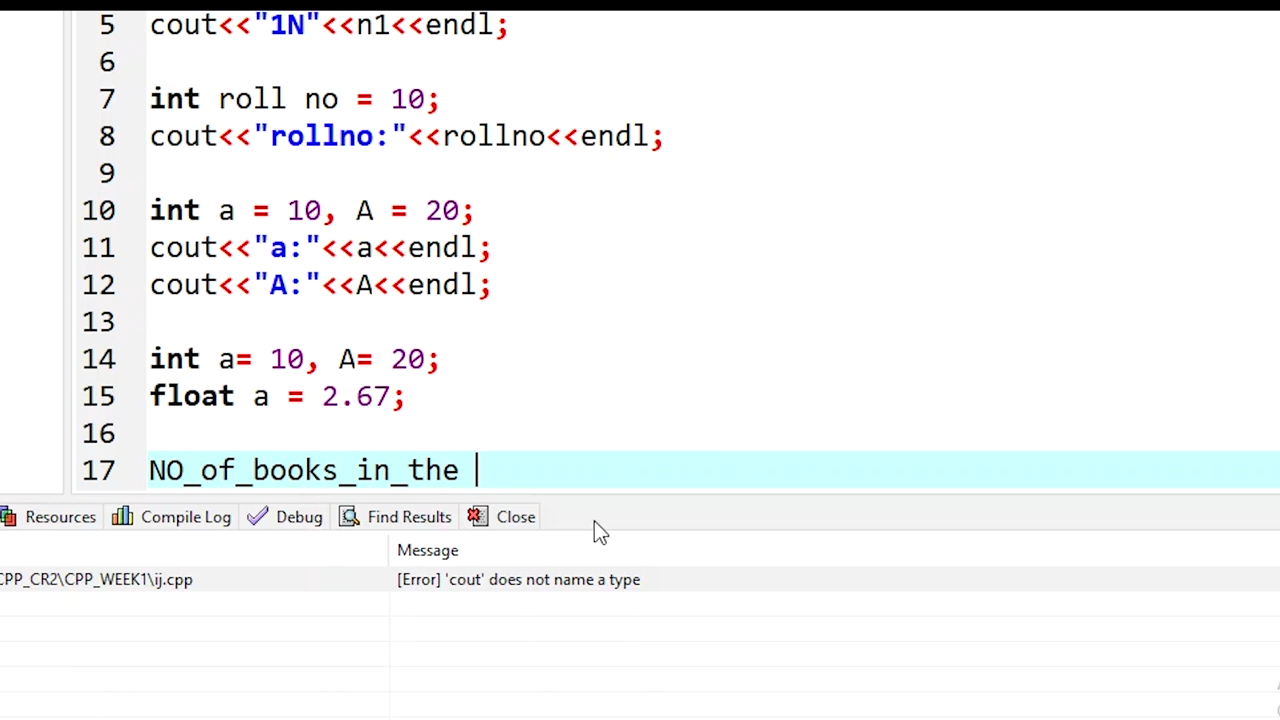 5 cout<<"1N"<<n1<<endl;
6
7 int roll no = 10;
8 cout<<"rollno:"<<rollno<<endl;
9
10 int a = 10, A = 20;
11 cout<<"a:"<<a<<endl;
12 cout<<"A:"<<A<<endl;
13
14 int a= 10, A= 20;
15 float a = 2.67;
16
17 NO_of_books_in_the
Resources Compile Log Debug Find Results Close
Message
CPP_CR2\CPP_WEEK1\ij.cpp [Error] 'cout' does not name a type